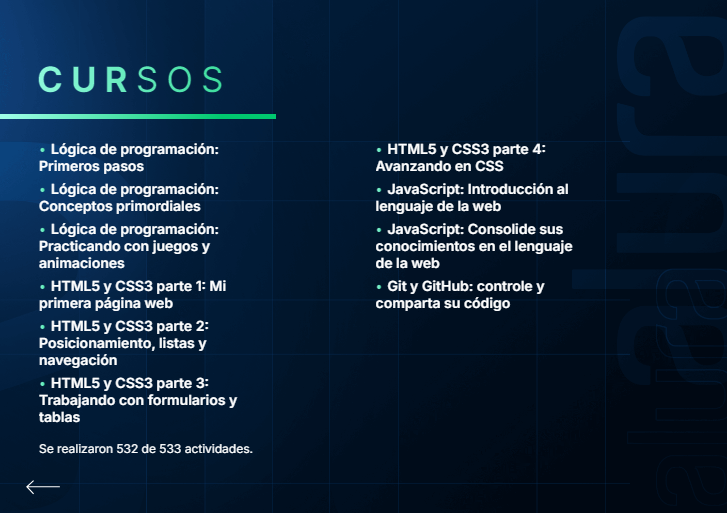 CURSOS
• Lógica de programación:
Primeros pasos
• Lógica de programación:
Conceptos primordiales
• Lógica de programación:
Practicando con juegos y
animaciones
• HTML5 y CSS3 parte 1: Mi
primera página web
• HTML5 y CSS3 parte 2:
Posicionamiento, listas y
navegación
• HTML5 y CSS3 parte 3:
Trabajando con formularios y
tablas
Se realizaron 532 de 533 actividades.
• HTML5 y CSS3 parte 4:
Avanzando en CSS
• JavaScript: Introducción al
lenguaje de la web
• JavaScript: Consolide sus
conocimientos en el lenguaje
de la web
• Git y GitHub: controle y
comparta su código
alura
alura